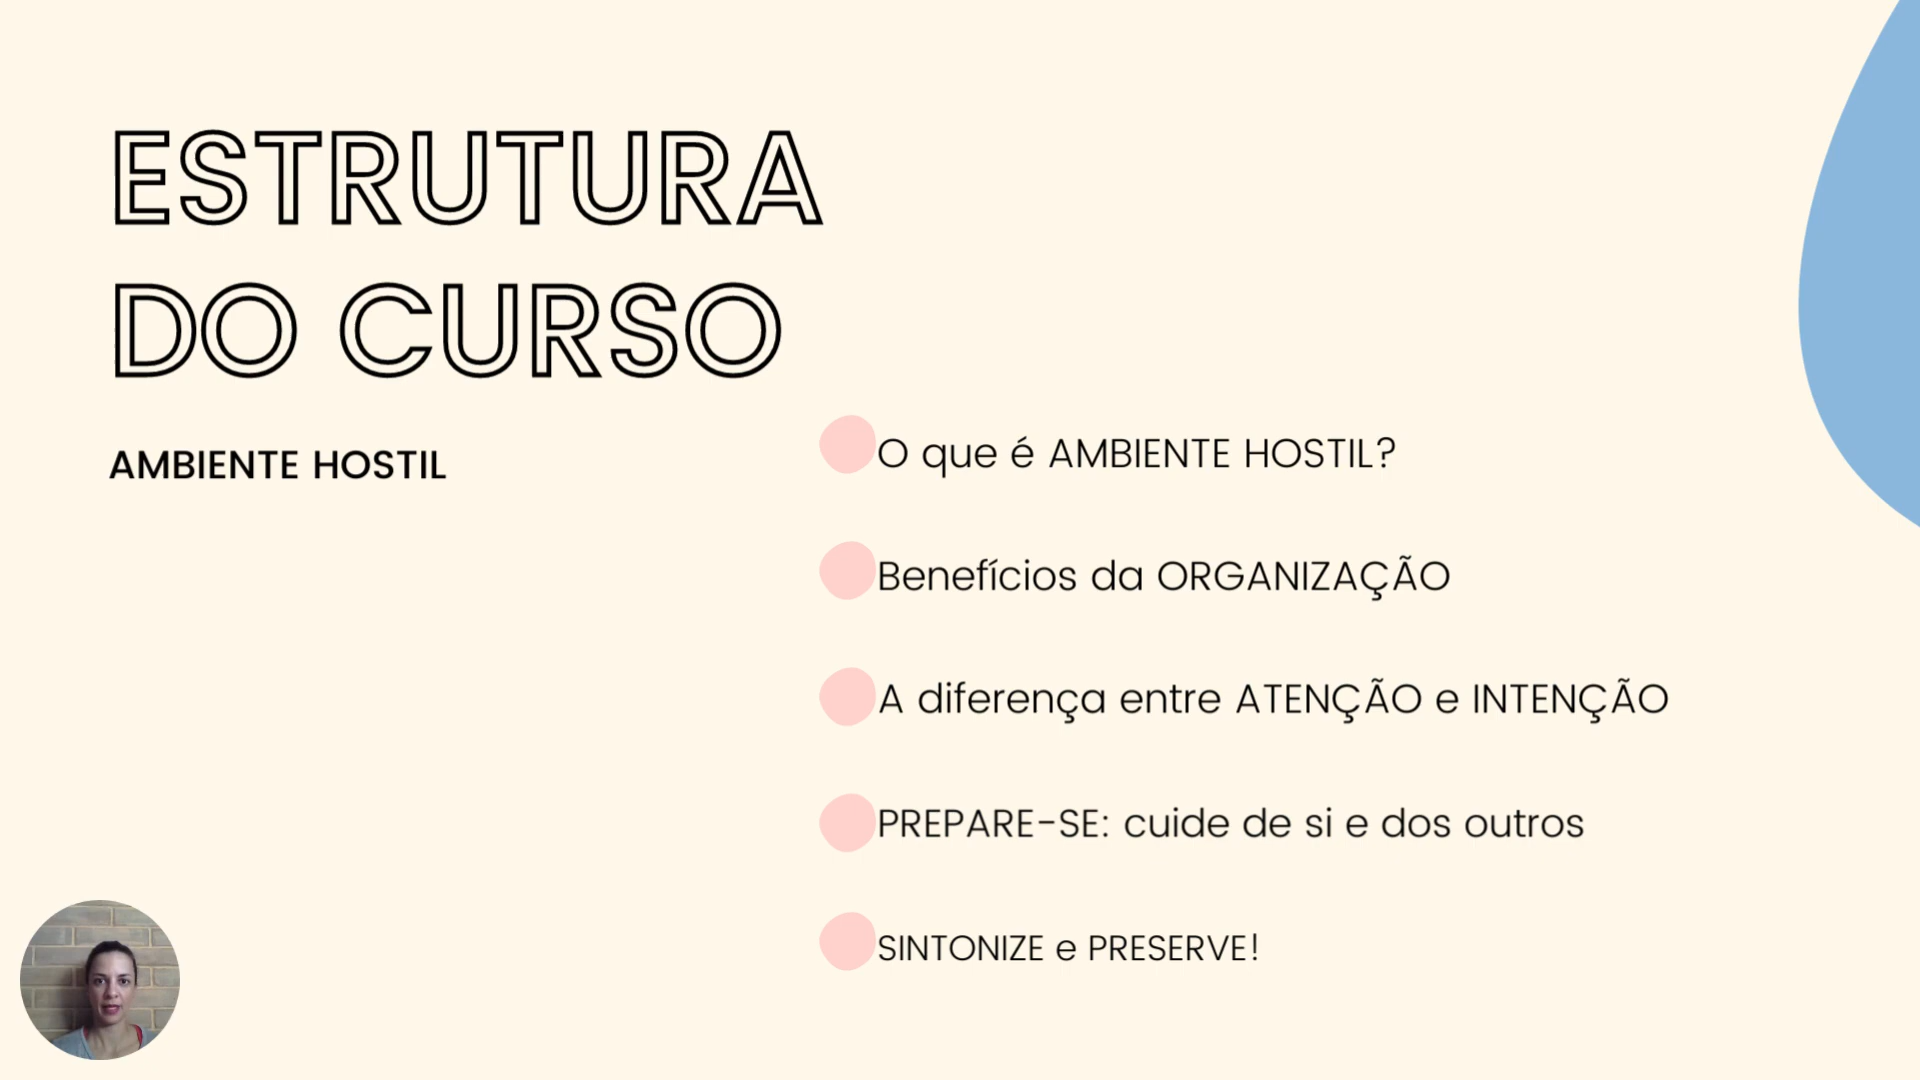 ESTRUTURA
DO CURSO
AMBIENTE HOSTIL
O que é AMBIENTE HOSTIL?
Benefícios da ORGANIZAÇÃO
A diferença entre ATENÇÃO e INTENÇÃO
PREPARE-SE: cuide de si e dos outros
SINTONIZE e PRESERVE!